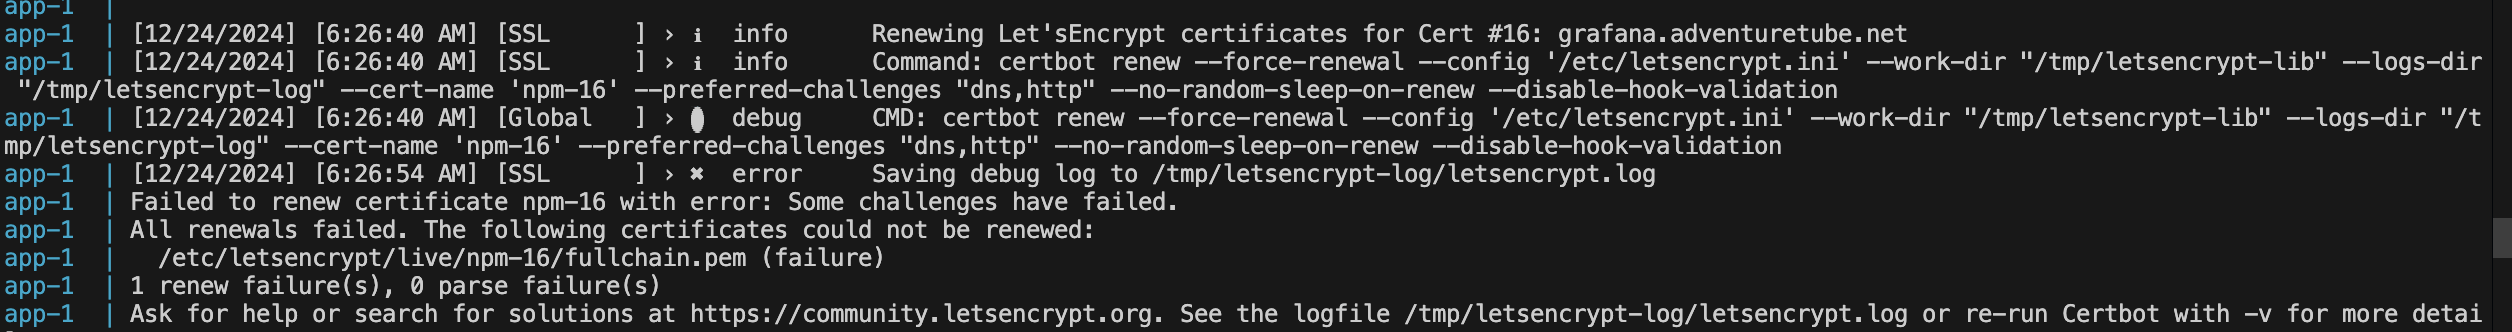 app-1  |
app-1  | [12/24/2024] [6:26:40 AM] [SSL      ] › ℹ  info      Renewing Let'sEncrypt certificates for Cert #16: grafana.adventuretube.net
app-1  | [12/24/2024] [6:26:40 AM] [SSL      ] › ℹ  info      Command: certbot renew --force-renewal --config '/etc/letsencrypt.ini' --work-dir "/tmp/letsencrypt-lib" --logs-dir
 "/tmp/letsencrypt-log" --cert-name 'npm-16' --preferred-challenges "dns,http" --no-random-sleep-on-renew --disable-hook-validation
app-1  | [12/24/2024] [6:26:40 AM] [Global   ] › ⬤  debug     CMD: certbot renew --force-renewal --config '/etc/letsencrypt.ini' --work-dir "/tmp/letsencrypt-lib" --logs-dir "/t
mp/letsencrypt-log" --cert-name 'npm-16' --preferred-challenges "dns,http" --no-random-sleep-on-renew --disable-hook-validation
app-1  | [12/24/2024] [6:26:54 AM] [SSL      ] › ✖  error     Saving debug log to /tmp/letsencrypt-log/letsencrypt.log
app-1  | Failed to renew certificate npm-16 with error: Some challenges have failed.
app-1  | All renewals failed. The following certificates could not be renewed:
app-1  |   /etc/letsencrypt/live/npm-16/fullchain.pem (failure)
app-1  | 1 renew failure(s), 0 parse failure(s)
app-1  | Ask for help or search for solutions at https://community.letsencrypt.org. See the logfile /tmp/letsencrypt-log/letsencrypt.log or re-run Certbot with -v for more detai